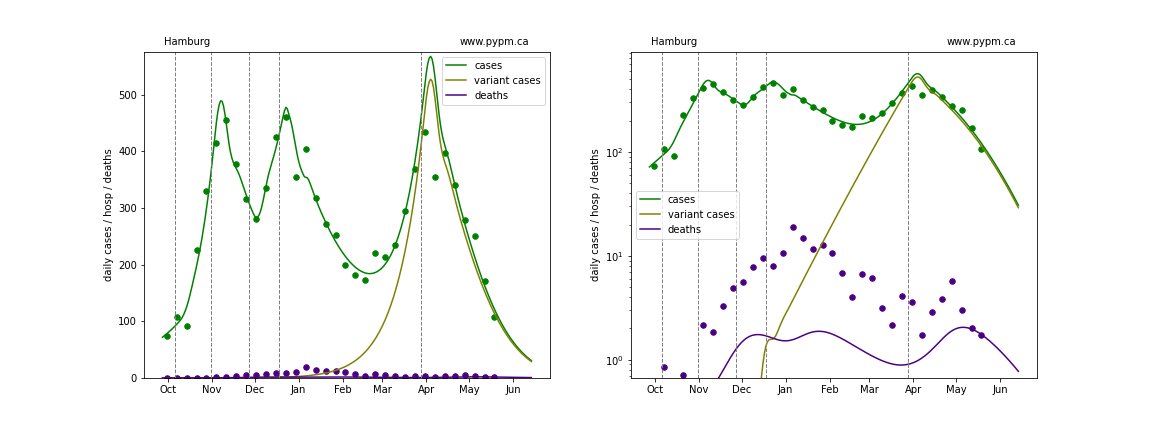 Hamburg
www.pypm.ca
daily cases / hosp / deaths
500
400
300
200
100
0
Oct Nov Dec Jan Feb Mar Apr May Jun
cases
variant cases
deaths
Hamburg
www.pypm.ca
daily cases / hosp / deaths
10²
10¹
10⁰
Oct Nov Dec Jan Feb Mar Apr May Jun
cases
variant cases
deaths